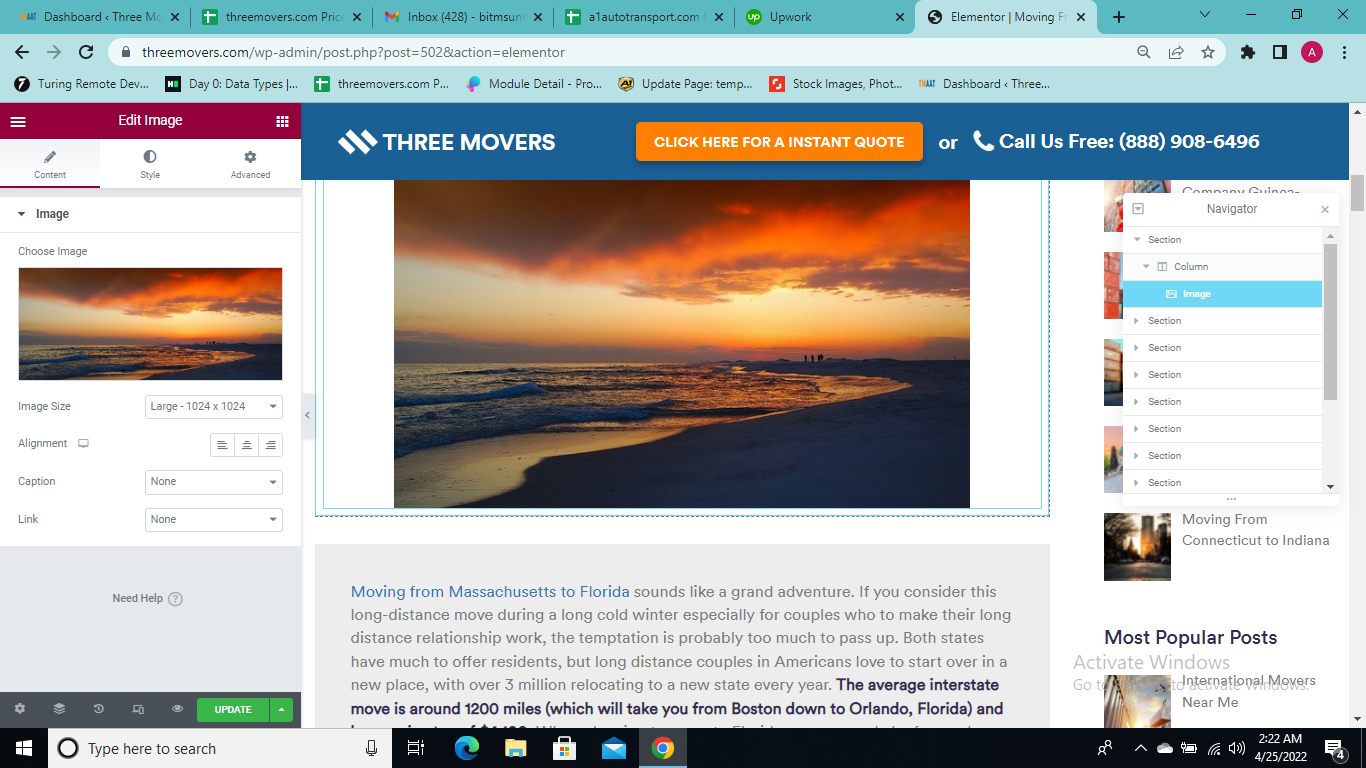 Dashboard ‹ Three Mo
threemovers.com Price
Inbox (428) - bitmsum
a1autotransport.com
Upwork
Elementor | Moving Fr
threemovers.com/wp-admin/post.php?post=502&action=elementor
A
Turing Remote Dev...
Day 0: Data Types |...
threemovers.com P...
Module Detail - Pro...
Update Page: temp...
Stock Images, Phot...
Dashboard ‹ Three...
Edit Image
THREE MOVERS
CLICK HERE FOR A INSTANT QUOTE
or
Call Us Free: (888) 908-6496
Content
Style
Advanced
Image
Choose Image
Image Size
Large - 1024 x 1024
Alignment
Caption
None
Link
None
Need Help ?
UPDATE
Company Guinea-
Navigator
Section
Column
Image
Section
Section
Section
Section
Section
Section
Section
Moving From
Connecticut to Indiana
Moving from Massachusetts to Florida sounds like a grand adventure. If you consider this
long-distance move during a long cold winter especially for couples who to make their long
distance relationship work, the temptation is probably too much to pass up. Both states
have much to offer residents, but long distance couples in Americans love to start over in a
new place, with over 3 million relocating to a new state every year. The average interstate
move is around 1200 miles (which will take you from Boston down to Orlando, Florida) and
Most Popular Posts
International Movers
Near Me
Activate Windows
Go to to activate Windows.
Type here to search
2:22 AM
4/25/2022
4